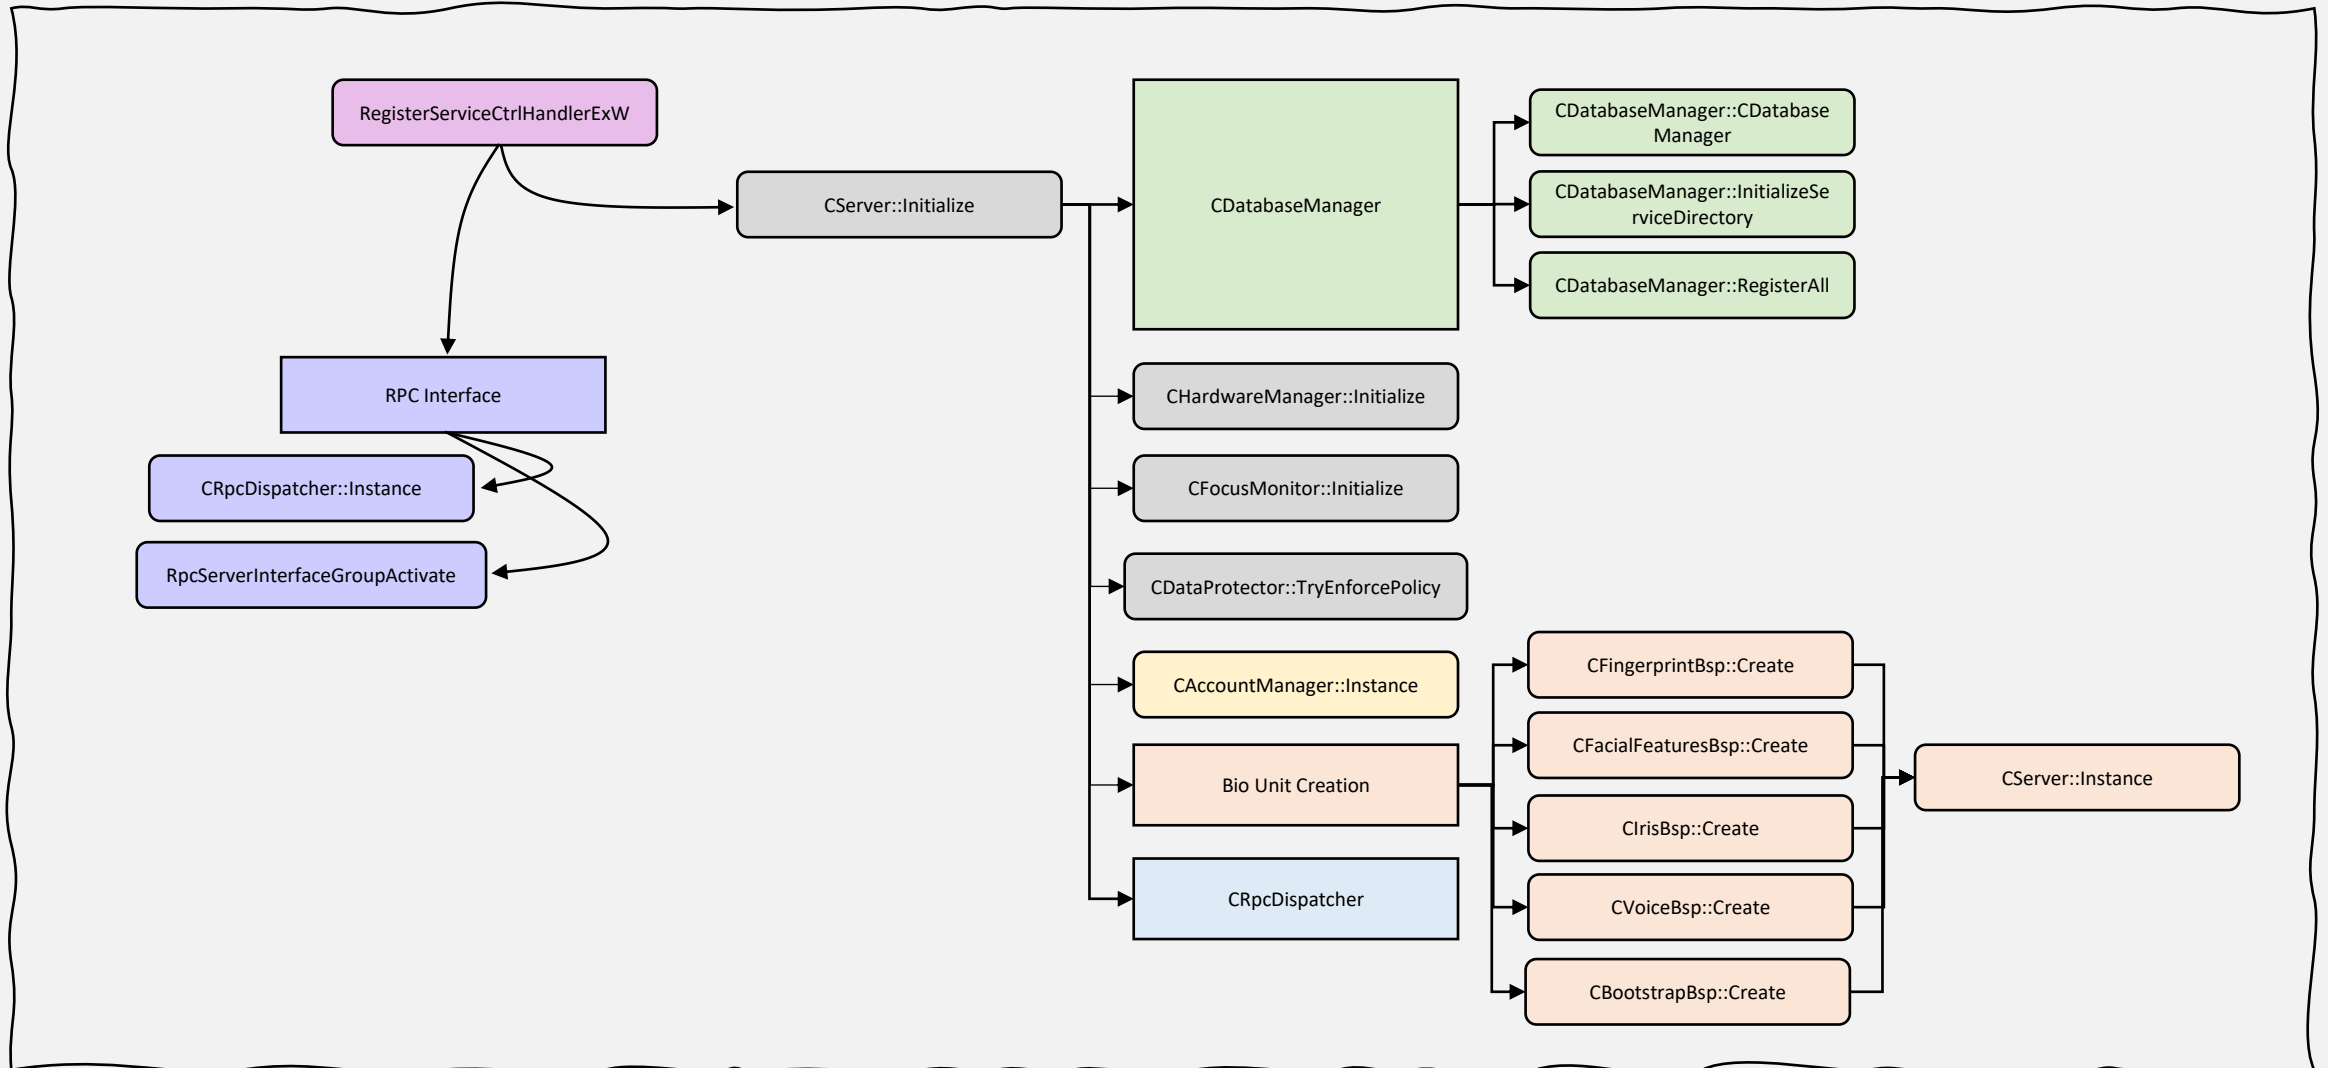 RegisterServiceCtrlHandlerExW
CServer::Initialize
CDatabaseManager
CDatabaseManager::CDatabase
Manager
CDatabaseManager::InitializeSe
rviceDirectory
CDatabaseManager::RegisterAll
RPC Interface
CRpcDispatcher::Instance
RpcServerInterfaceGroupActivate
CHardwareManager::Initialize
CFocusMonitor::Initialize
CDataProtector::TryEnforcePolicy
CAccountManager::Instance
Bio Unit Creation
CRpcDispatcher
CFingerprintBsp::Create
CFacialFeaturesBsp::Create
CIrisBsp::Create
CVoiceBsp::Create
CBootstrapBsp::Create
CServer::Instance